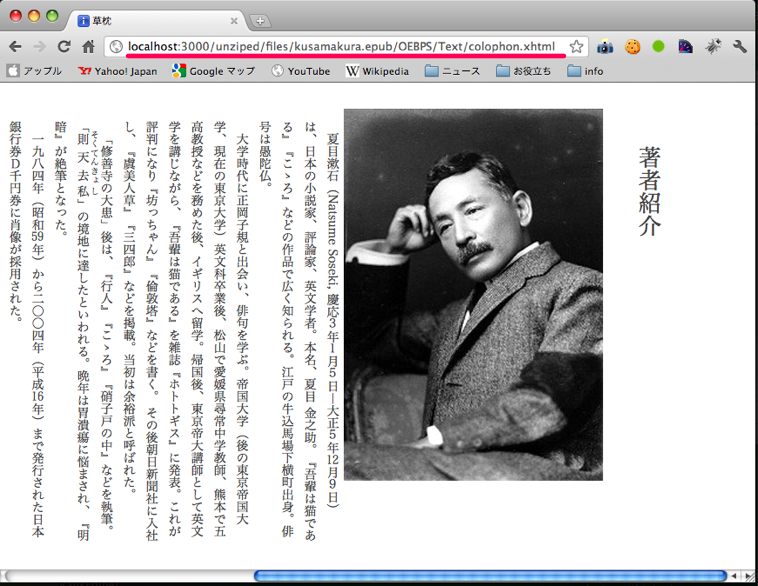 草枕
localhost:3000/unziped/files/kusamakura.epub/OEBPS/Text/colophon.xhtml
アップル
Yahoo! Japan
Google マップ
YouTube
Wikipedia
ニュース
お役立ち
info
著者紹介
夏目漱石（Natsume Soseki, 慶応3年1月5日―大正5年12月9日）
は、日本の小説家、評論家、英文学者。本名、夏目 金之助。『吾輩は猫であ
る』『こゝろ』などの作品で広く知られる。江戸の牛込馬場下横町出身。俳
号は愚陀仏。
大学時代に正岡子規と出会い、俳句を学ぶ。帝国大学（後の東京帝国大
学、現在の東京大学）英文科卒業後、松山で愛媛県尋常中学教師、熊本で五
高教授などを務めた後、イギリスへ留学。帰国後、東京帝大講師として英文
学を講じながら、『吾輩は猫である』を雑誌『ホトトギス』に発表。これが
評判になり『坊っちゃん』『倫敦塔』などを書く。その後朝日新聞社に入社
し、『虞美人草』『三四郎』などを掲載。当初は余裕派と呼ばれた。
「修善寺の大患」後は、『行人』『こゝろ』『硝子戸の中』などを執筆。
そくてんきょし
「則天去私」の境地に達したといわれる。晩年は胃潰瘍に悩まされ、『明
暗』が絶筆となった。
一九八四年（昭和59年）から二〇〇四年（平成16年）まで発行された日本
銀行券Ｄ千円券に肖像が採用された。